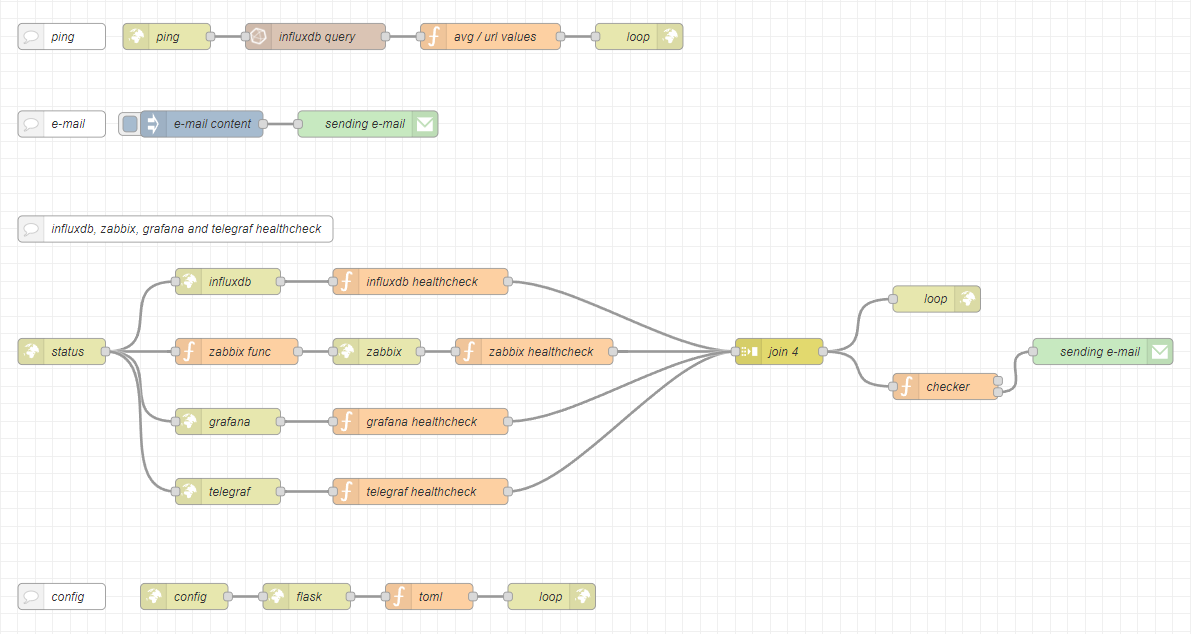 ping
ping
influxdb query
avg / url values
loop
e-mail
e-mail content
sending e-mail
influxdb, zabbix, grafana and telegraf healthcheck
influxdb
influxdb healthcheck
loop
status
zabbix func
zabbix
zabbix healthcheck
join 4
sending e-mail
checker
grafana
grafana healthcheck
telegraf
telegraf healthcheck
config
config
flask
toml
loop